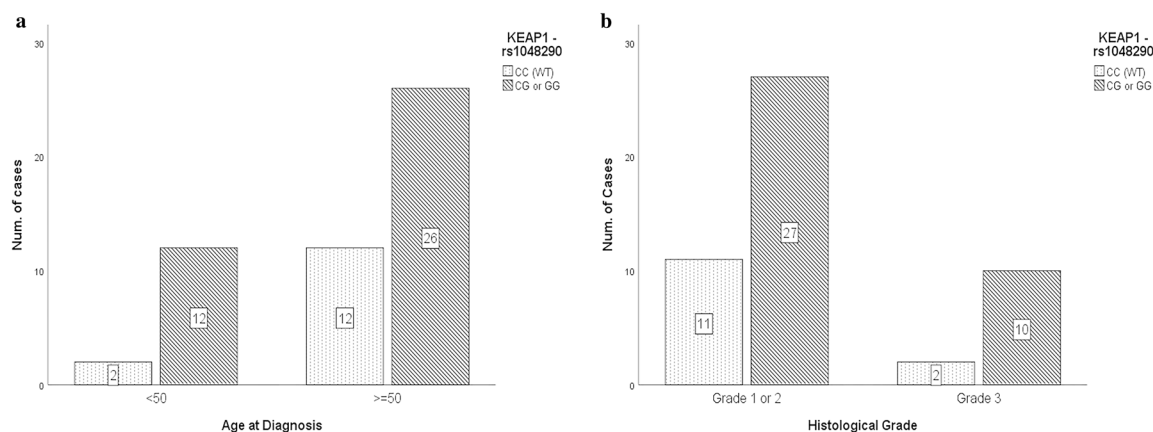 a
30
20
10
0
Num. of cases
2
12
12
26
<50
>=50
Age at Diagnosis
KEAP1 -
rs1048290
CC (WT)
CG or GG
b
30
20
10
0
Num. of Cases
11
27
2
10
Grade 1 or 2
Grade 3
Histological Grade
KEAP1 -
rs1048290
CC (WT)
CG or GG